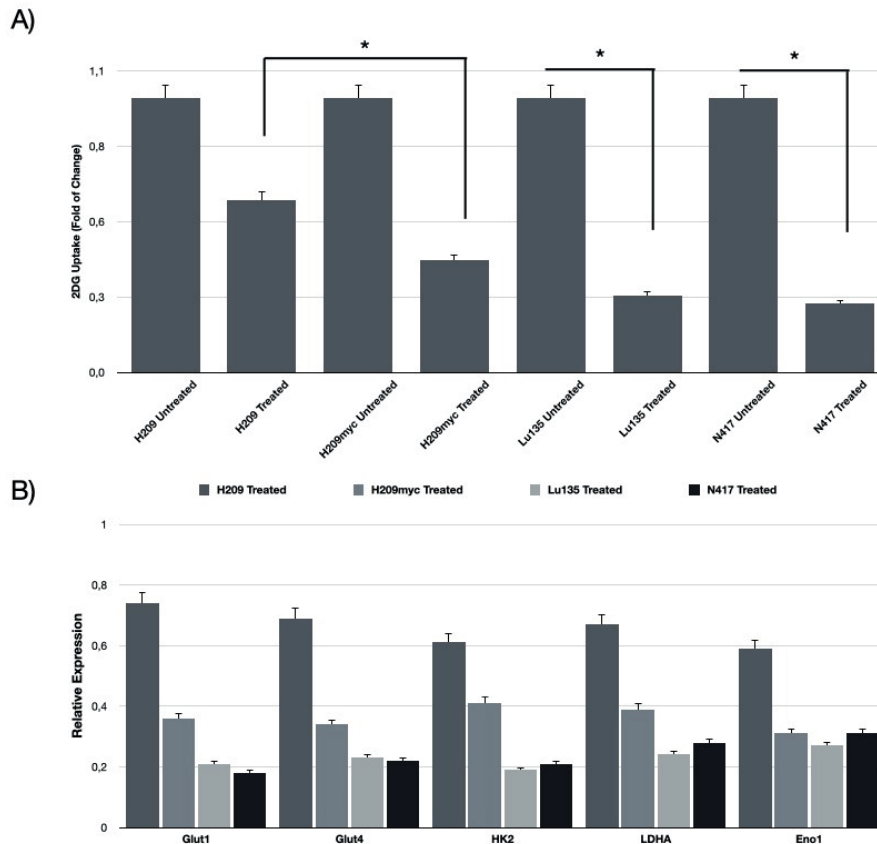 A)
* * *
1,1
0,8
0,6
0,3
0,0
2DG Uptake (Fold of Change)
H209 Untreated
H209 Treated
H209myc Untreated
H209myc Treated
Lu135 Untreated
Lu135 Treated
N417 Untreated
N417 Treated
B)
H209 Treated H209myc Treated Lu135 Treated N417 Treated
1
0,8
0,6
0,4
0,2
0
Relative Expression
Glut1 Glut4 HK2 LDHA Eno1